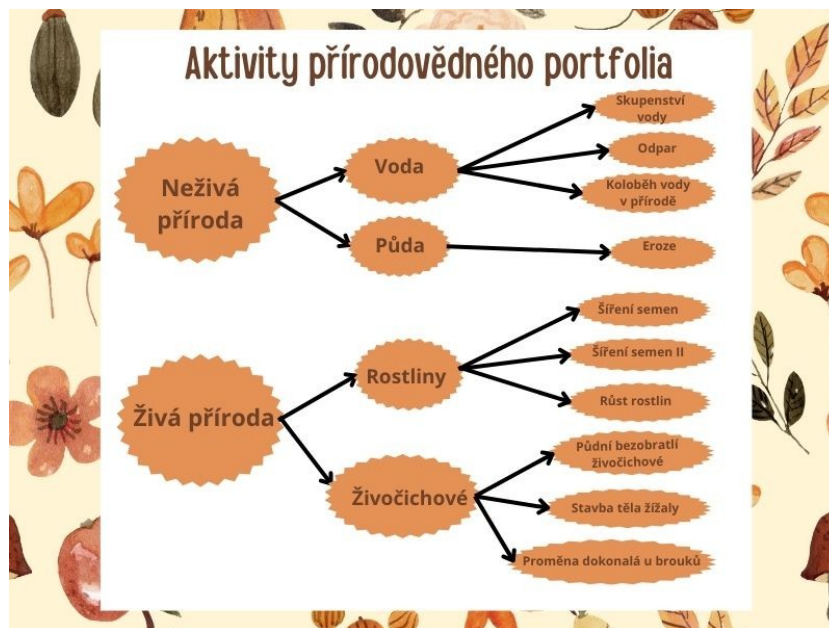 Aktivity přírodovědného portfolia
Neživá
příroda
Voda
Skupenství
vody
Odpar
Koloběh vody
v přírodě
Půda
Eroze
Živá příroda
Rostliny
Šíření semen
Šíření semen II
Růst rostlin
Živočichové
Půdní bezobratlí
živočichové
Stavba těla žížaly
Proměna dokonalá u brouků